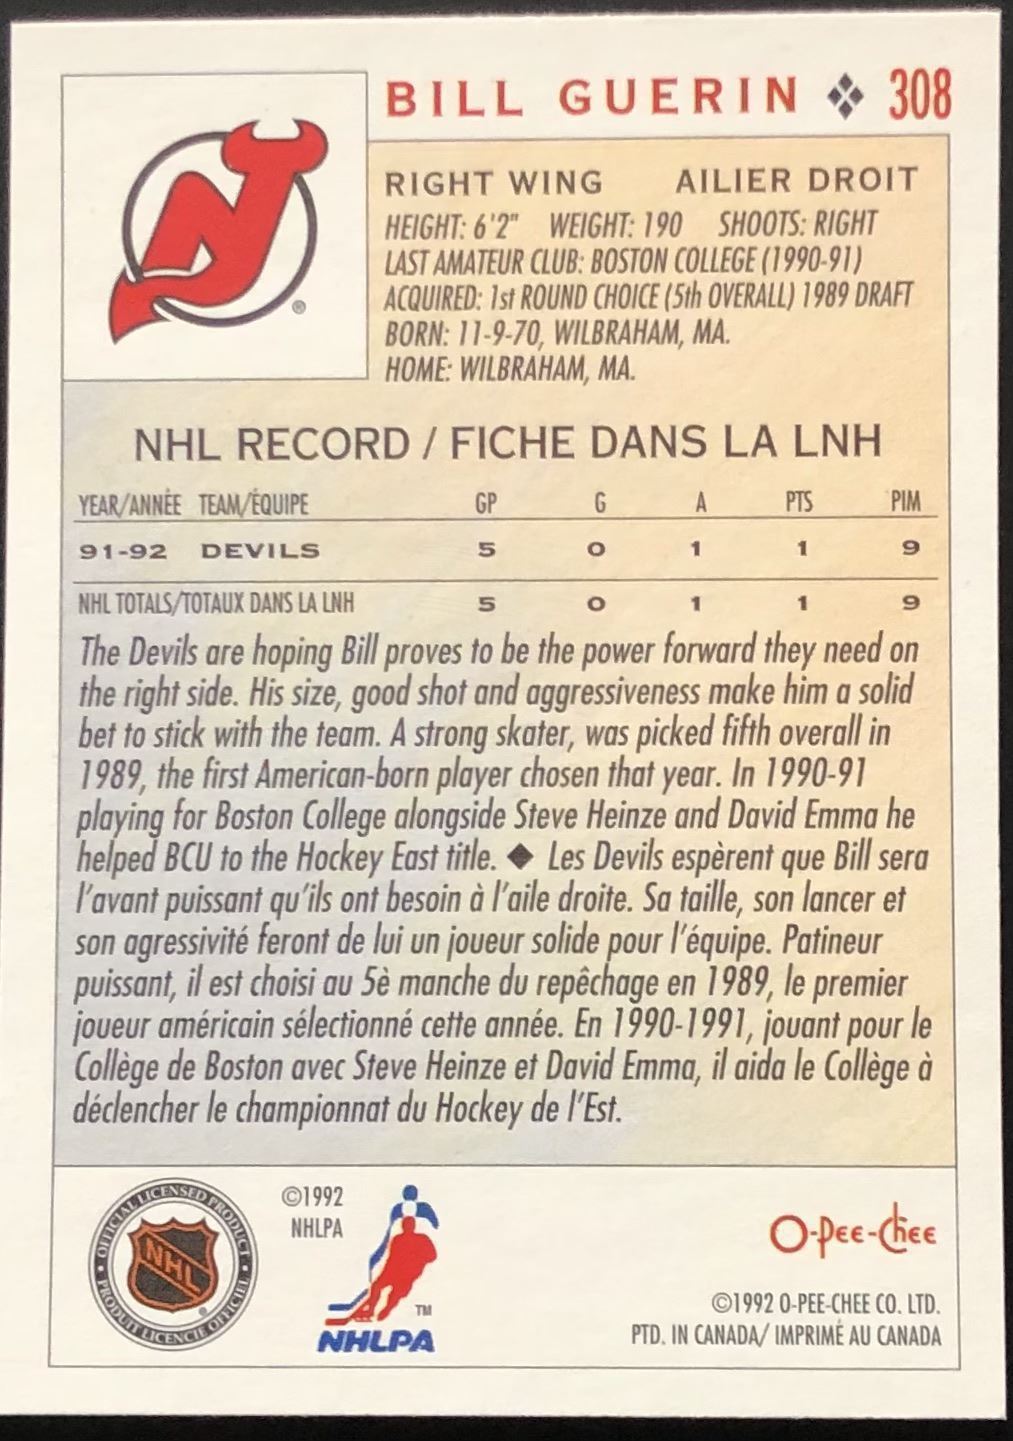 BILL GUERIN 308
RIGHT WING AILIER DROIT
HEIGHT: 6'2" WEIGHT: 190 SHOOTS: RIGHT
LAST AMATEUR CLUB: BOSTON COLLEGE (1990-91)
ACQUIRED: 1st ROUND CHOICE (5th OVERALL) 1989 DRAFT
BORN: 11-9-70, WILBRAHAM, MA.
HOME: WILBRAHAM, MA.
NHL RECORD / FICHE DANS LA LNH
YEAR/ANNÉE TEAM/ÉQUIPE GP G A PTS PIM
91-92 DEVILS 5 0 1 1 9
NHL TOTALS/TOTAUX DANS LA LNH 5 0 1 1 9
The Devils are hoping Bill proves to be the power forward they need on
the right side. His size, good shot and aggressiveness make him a solid
bet to stick with the team. A strong skater, was picked fifth overall in
1989, the first American-born player chosen that year. In 1990-91
playing for Boston College alongside Steve Heinze and David Emma he
helped BCU to the Hockey East title. ◆ Les Devils espèrent que Bill sera
l'avant puissant qu'ils ont besoin à l'aile droite. Sa taille, son lancer et
son agressivité feront de lui un joueur solide pour l'équipe. Patineur
puissant, il est choisi au 5è manche du repêchage en 1989, le premier
joueur américain sélectionné cette année. En 1990-1991, jouant pour le
Collège de Boston avec Steve Heinze et David Emma, il aida le Collège à
déclencher le championnat du Hockey de l'Est.
OFFICIAL LICENSED PRODUCT
NHL
PRODUIT LICENCIE OFFICIEL
©1992
NHLPA
TM
NHLPA
O-Pee-Chee
©1992 O-PEE-CHEE CO. LTD.
PTD. IN CANADA/ IMPRIMÉ AU CANADA